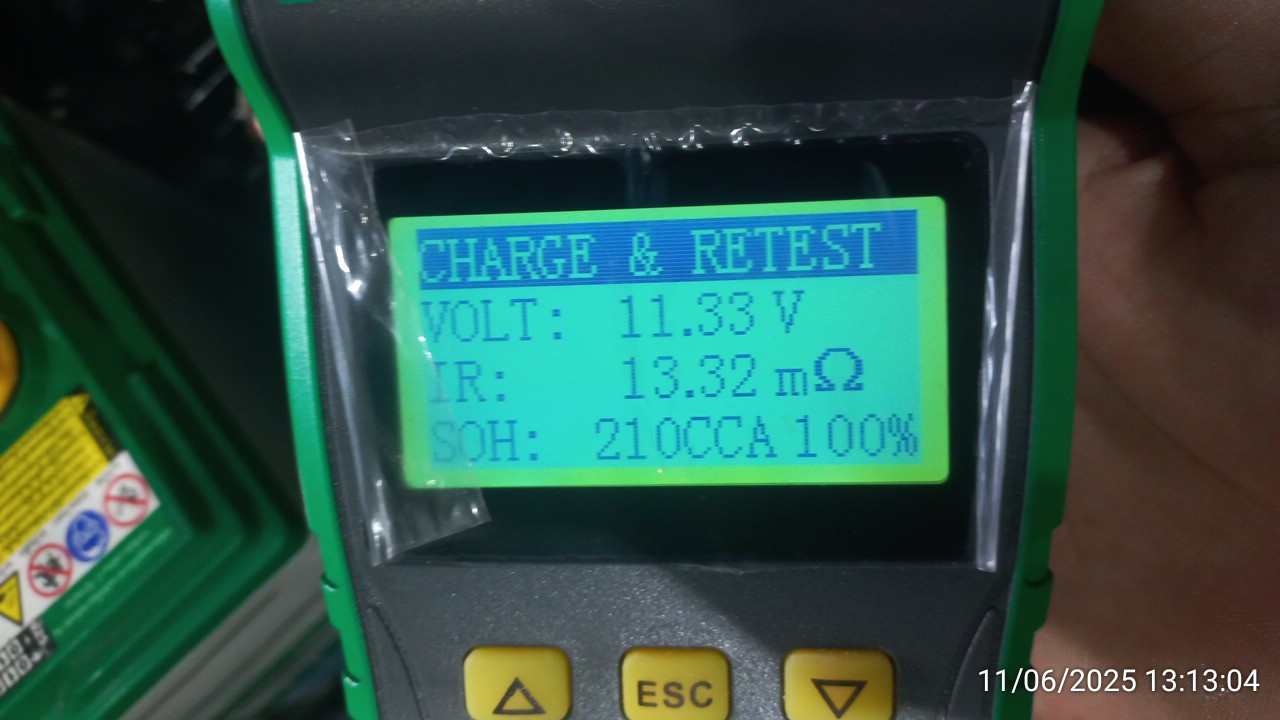 CHARGE & RETEST
VOLT: 11.33 V
IR: 13.32 mΩ
SOH: 210CCA 100%
ESC
11/06/2025 13:13:04